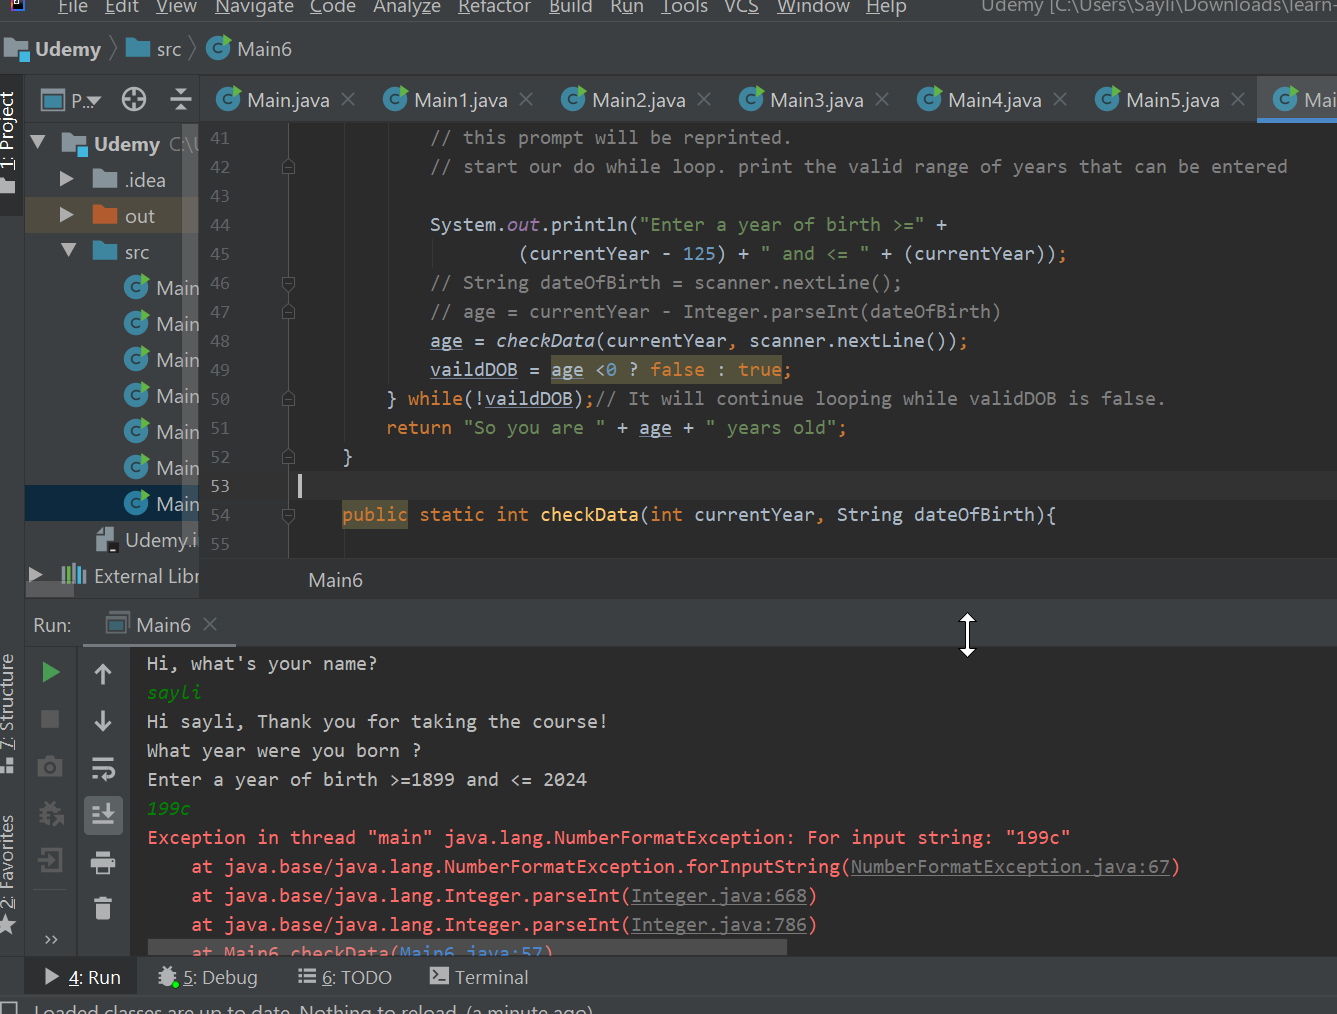 File Edit View Navigate Code Analyze Refactor Build Run Tools VCS Window Help Udemy [C:\Users\Sayli\Downloads\learn-
Udemy src Main6
P... Main.java Main1.java Main2.java Main3.java Main4.java Main5.java Mai
1: Project
Udemy C:\U
.idea
out
src
Main
Main
Main
Main
Main
Main
Main
Udemy.i
External Libr
41 // this prompt will be reprinted.
42 // start our do while loop. print the valid range of years that can be entered
43
44 System.out.println("Enter a year of birth >=" +
45 (currentYear - 125) + " and <= " + (currentYear));
46 // String dateOfBirth = scanner.nextLine();
47 // age = currentYear - Integer.parseInt(dateOfBirth)
48 age = checkData(currentYear, scanner.nextLine());
49 vaildDOB = age <0 ? false : true;
50 } while(!vaildDOB);// It will continue looping while validDOB is false.
51 return "So you are " + age + " years old";
52 }
53
54 public static int checkData(int currentYear, String dateOfBirth){
55
Main6
Run: Main6
7: Structure
2: Favorites
Hi, what's your name?
sayli
Hi sayli, Thank you for taking the course!
What year were you born ?
Enter a year of birth >=1899 and <= 2024
199c
Exception in thread "main" java.lang.NumberFormatException: For input string: "199c"
at java.base/java.lang.NumberFormatException.forInputString(NumberFormatException.java:67)
at java.base/java.lang.Integer.parseInt(Integer.java:668)
at java.base/java.lang.Integer.parseInt(Integer.java:786)
at Main6.checkData(Main6.java:57)
4: Run 5: Debug 6: TODO Terminal
Loaded classes are up to date. Nothing to reload. (a minute ago)